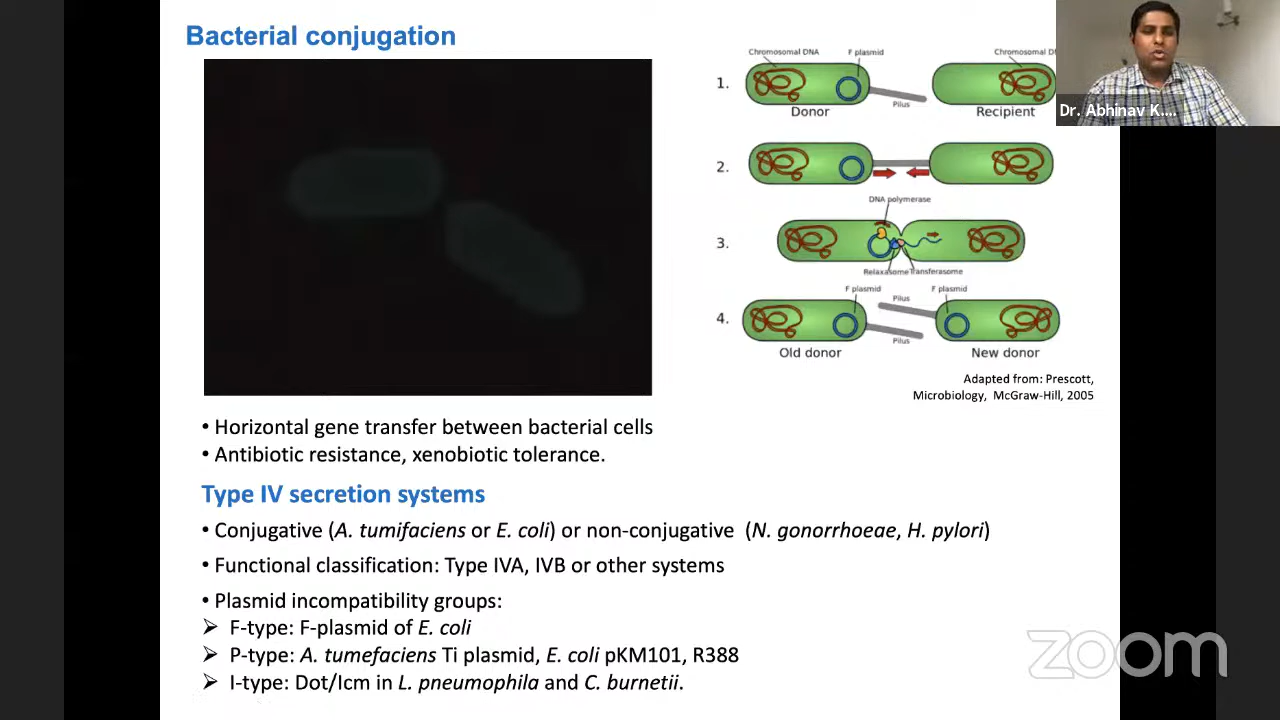 Bacterial conjugation
Chromosomal DNA
F plasmid
Chromosomal
1.
Pilus
Donor
Recipient
Dr. Abhinav K....
2.
DNA polymerase
3.
Relaxasome
Transferasome
F plasmid
F plasmid
Pilus
4.
Pilus
Old donor
New donor
Adapted from: Prescott,
Microbiology, McGraw-Hill, 2005
• Horizontal gene transfer between bacterial cells
• Antibiotic resistance, xenobiotic tolerance.
Type IV secretion systems
• Conjugative (A. tumifaciens or E. coli) or non-conjugative (N. gonorrhoeae, H. pylori)
• Functional classification: Type IVA, IVB or other systems
• Plasmid incompatibility groups:
➢ F-type: F-plasmid of E. coli
➢ P-type: A. tumefaciens Ti plasmid, E. coli pKM101, R388
➢ I-type: Dot/Icm in L. pneumophila and C. burnetii.
zoom